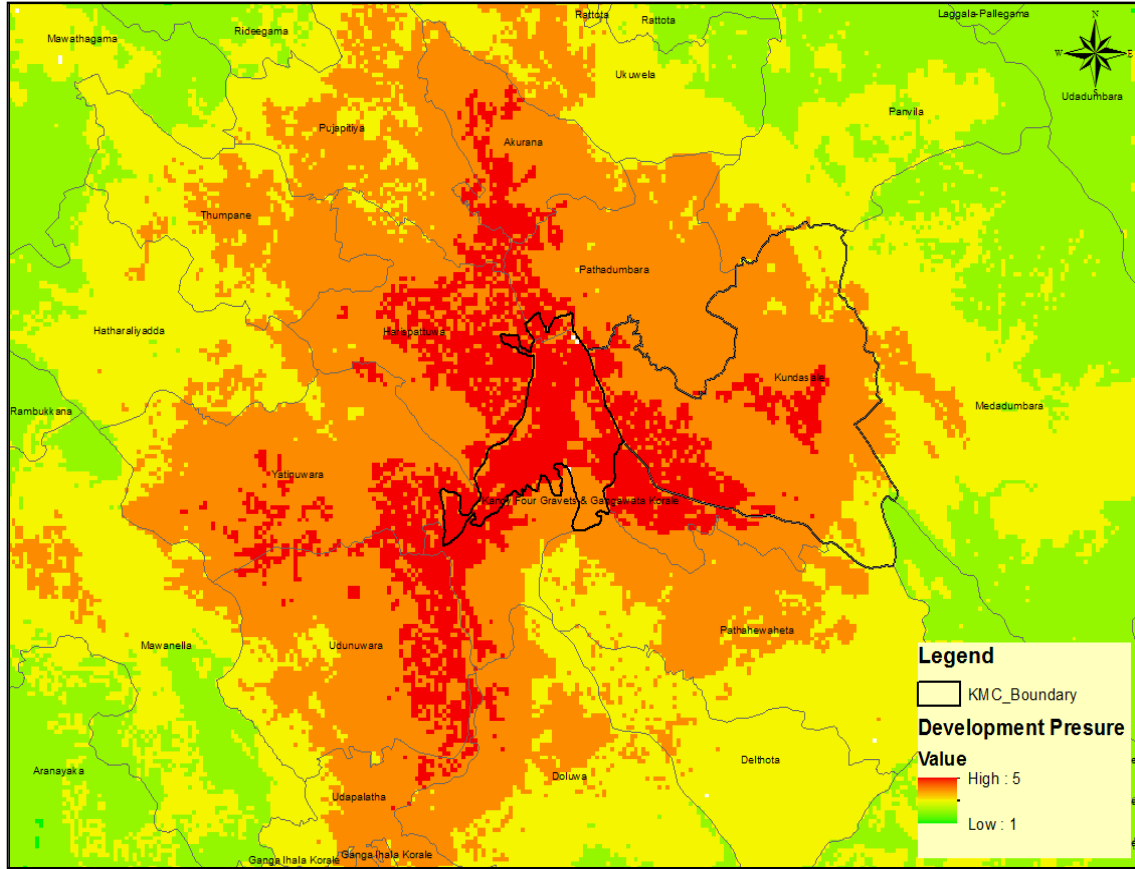 Rattota
Rattota
Laggala-Pallegama
Mawathagama
Rideegama
N
W
E
S
Ukuwela
Udadumbara
Panvila
Pujapitiya
Akurana
Thumpane
Pathadumbara
Hatharaliyadda
Harispattuwa
Kundasale
Rambukkana
Medadumbara
Yatinuwara
Kandy Four Gravets & Gangawata Korale
Pathahewaheta
Mawanella
Udunuwara
Legend
KMC_Boundary
Development Presure
Value
High : 5
Low : 1
Aranayaka
Delthota
Doluwa
Udapalatha
Ganga Ihala Korale
Ganga Ihala Korale